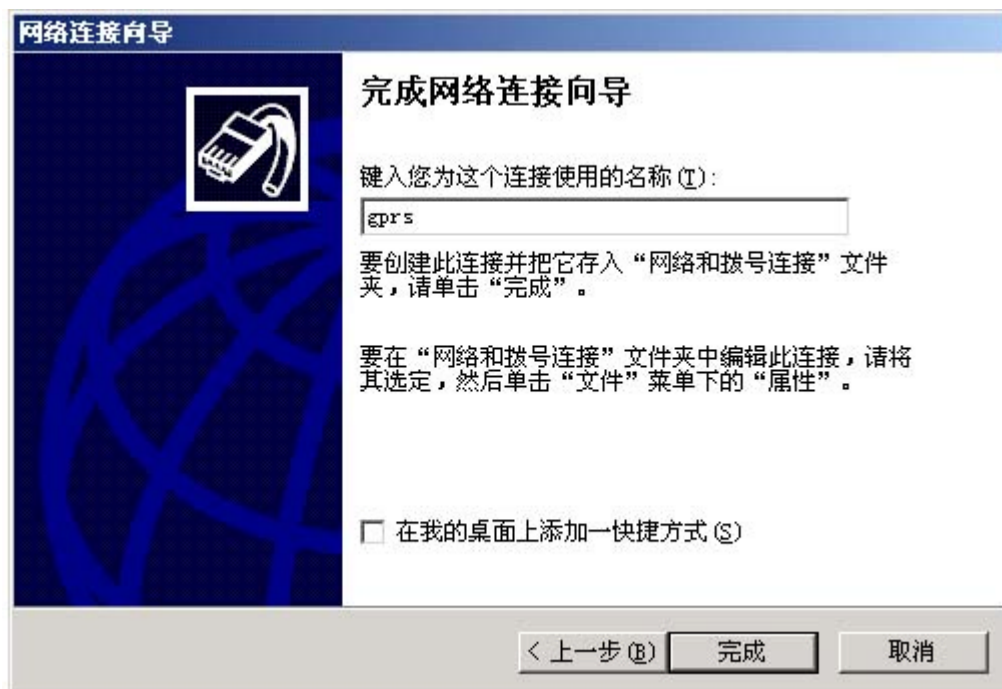 网络连接向导
完成网络连接向导
键入您为这个连接使用的名称(T):
gprs
要创建此连接并把它存入“网络和拨号连接”文件
夹，请单击“完成”。
要在“网络和拨号连接”文件夹中编辑此连接，请将
其选定，然后单击“文件”菜单下的“属性”。
在我的桌面上添加一快捷方式(S)
< 上一步(B)
完成
取消